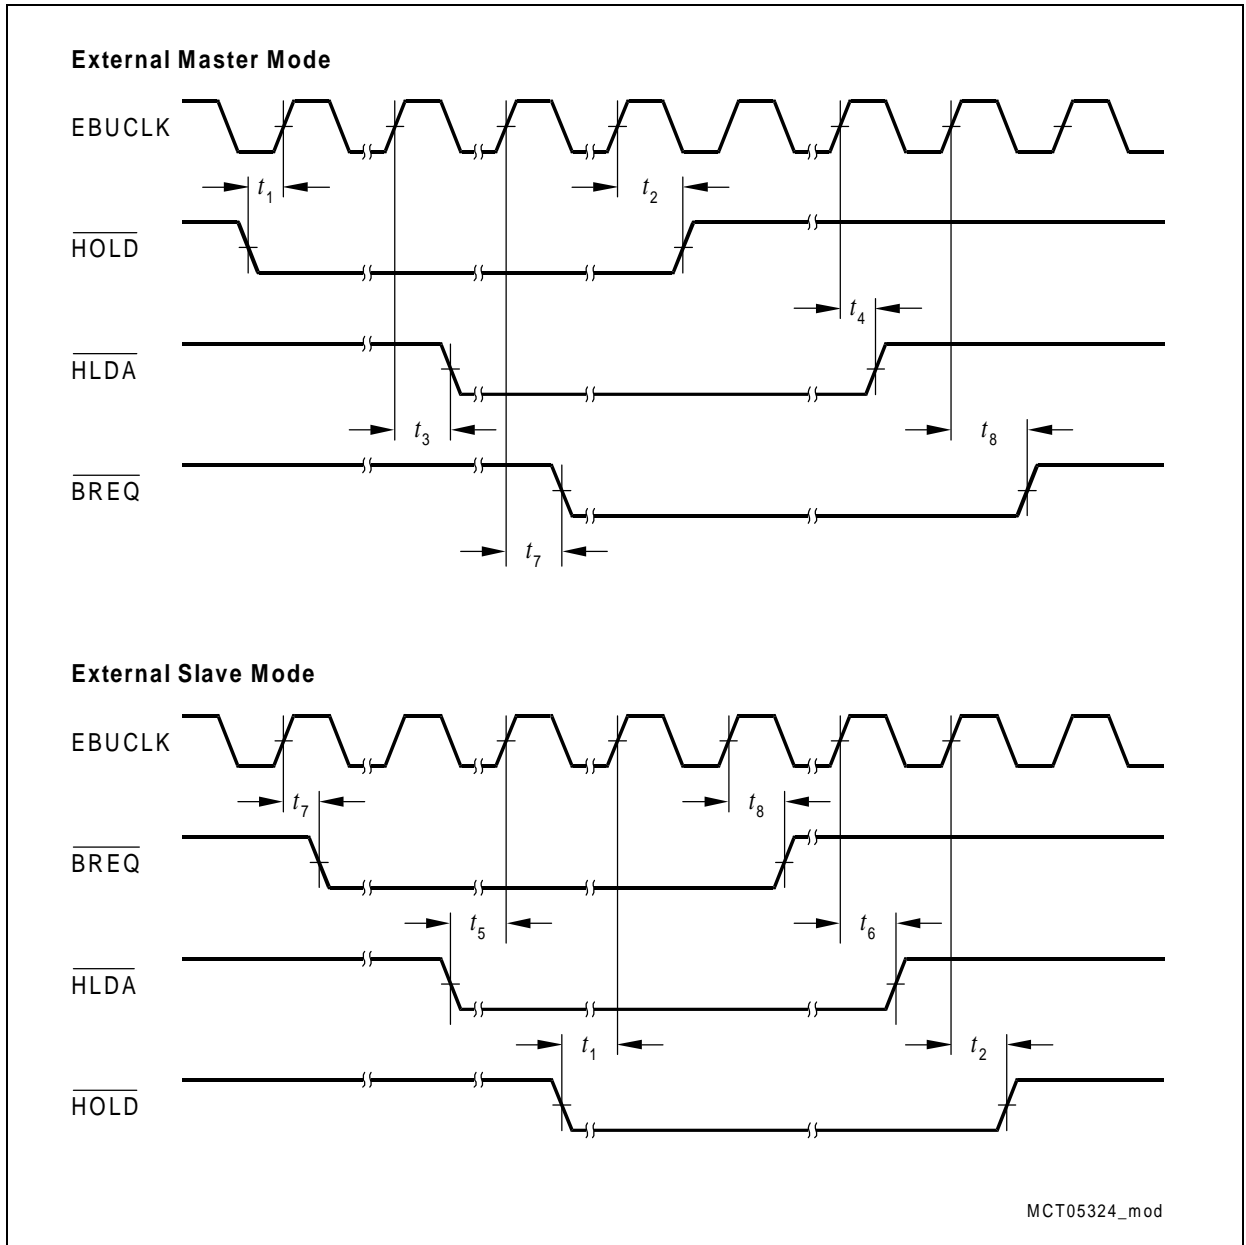 External Master Mode
EBUCLK
t1
t2
HOLD
t4
HLDA
t3
t8
BREQ
t7
External Slave Mode
EBUCLK
t7
t8
BREQ
t5
t6
HLDA
t1
t2
HOLD
MCT05324_mod